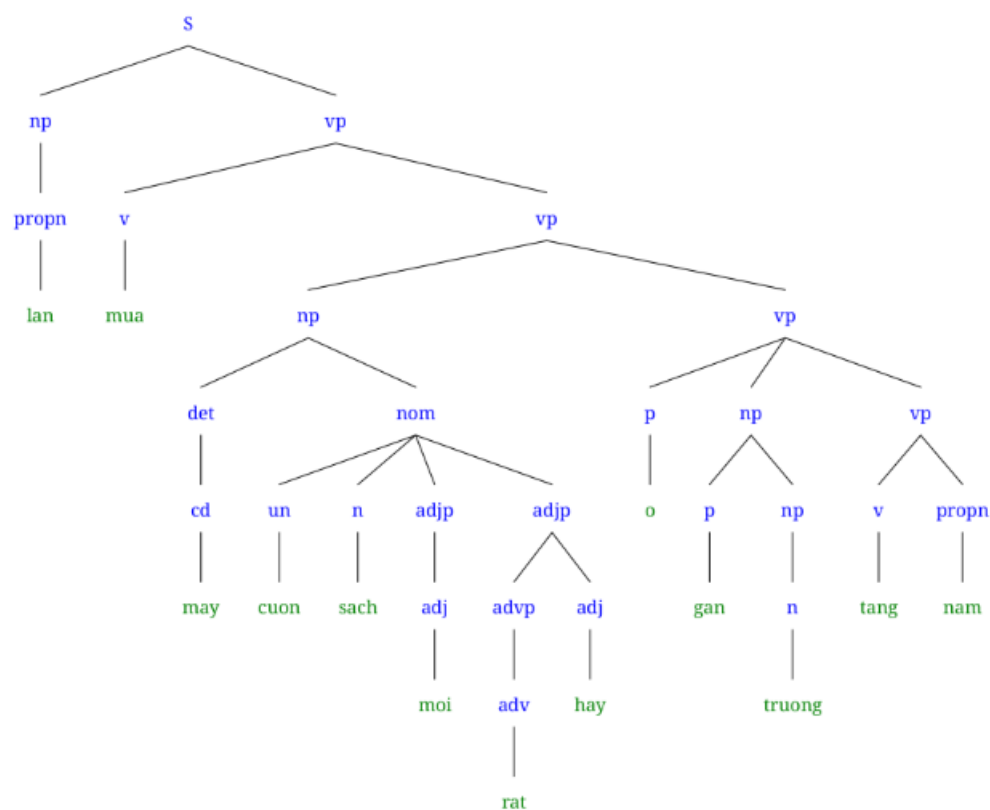 S
np vp
propn v vp
lan mua np vp
det nom p np vp
cd un n adjp adjp o p np v propn
may cuon sach adj advp adj gan n tang nam
moi adv hay truong
rat